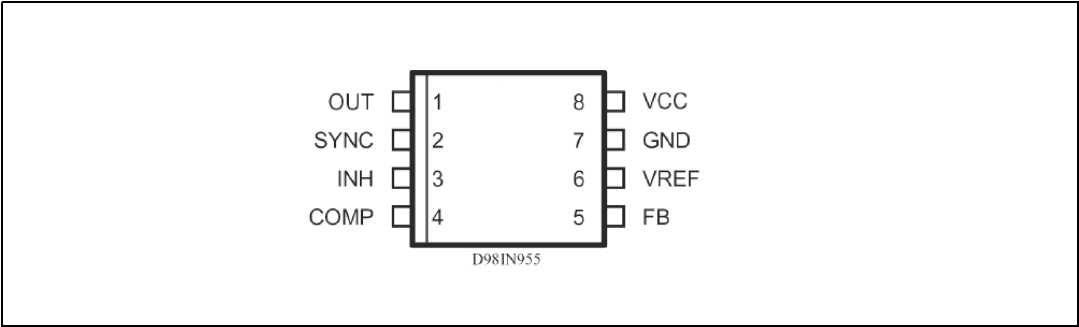 OUT 1 8 VCC
SYNC 2 7 GND
INH 3 6 VREF
COMP 4 5 FB
D98IN955